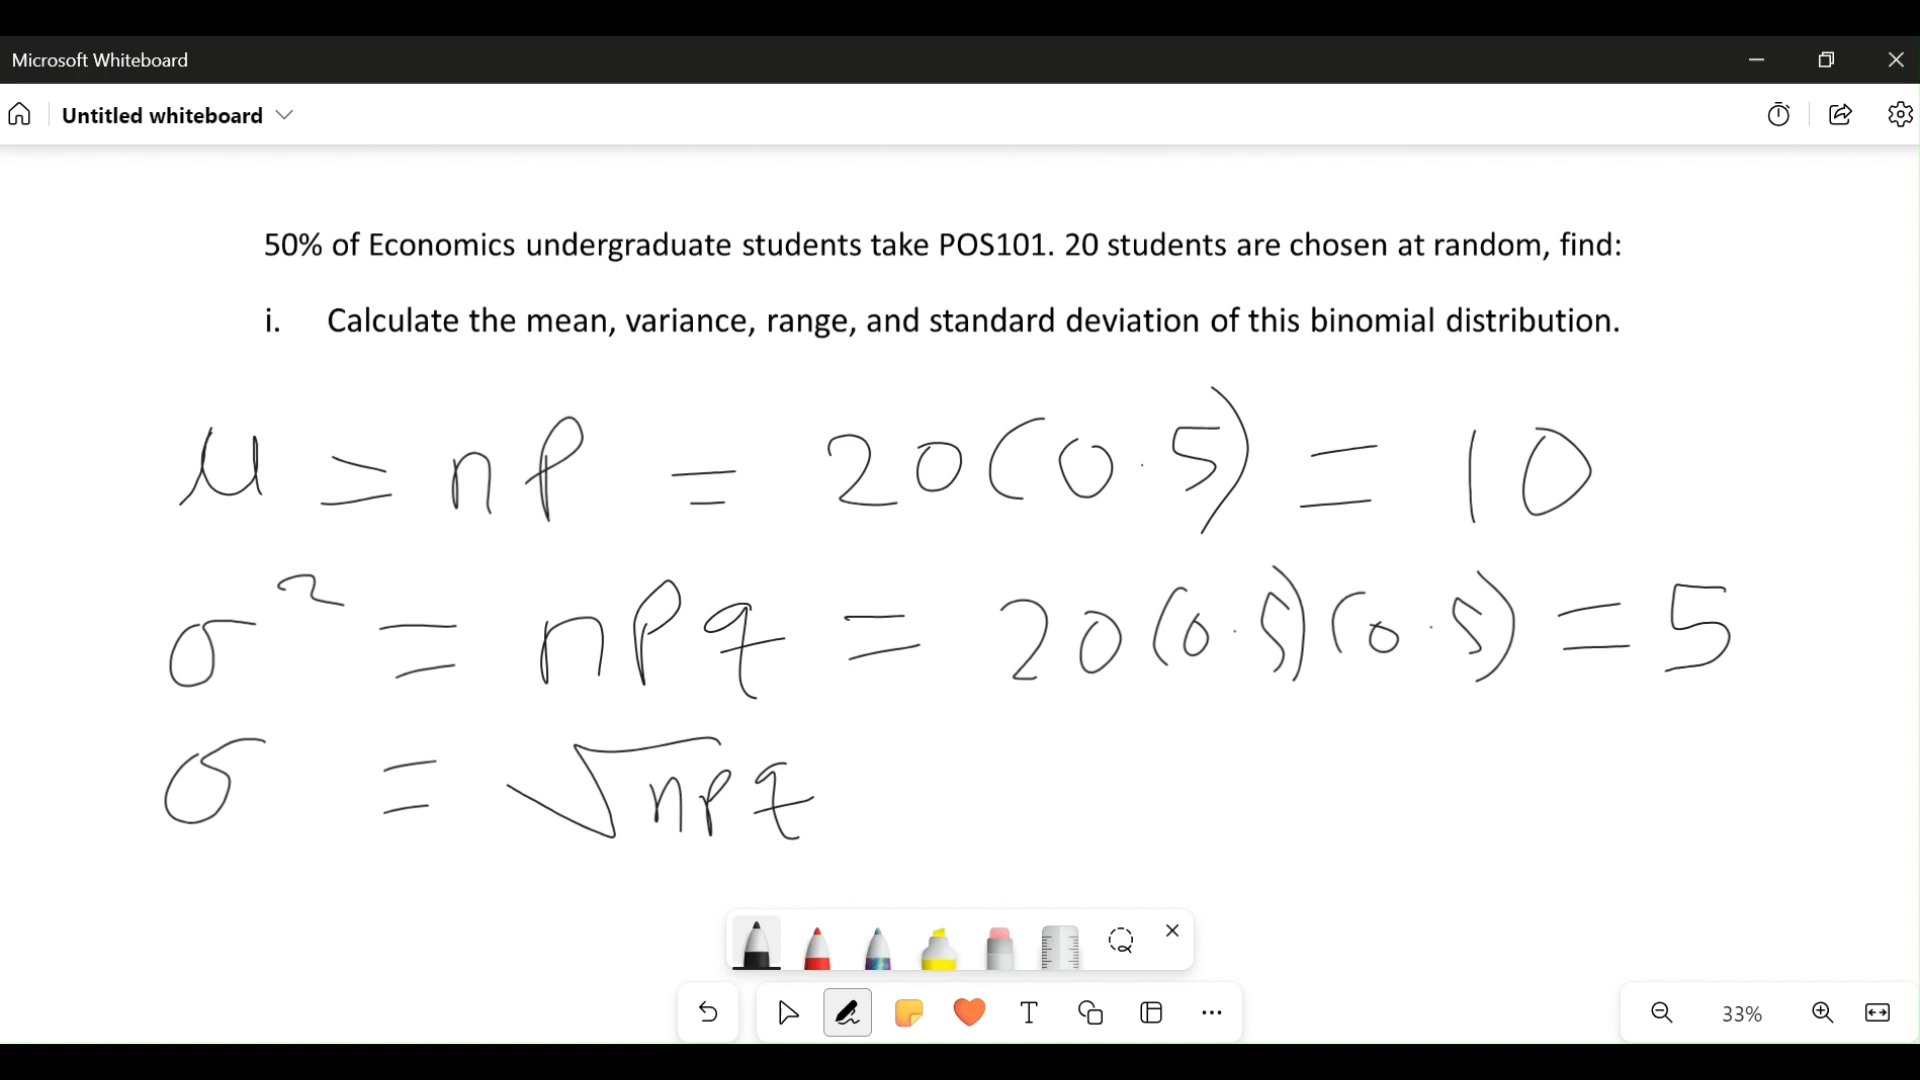 Microsoft Whiteboard
Untitled whiteboard
50% of Economics undergraduate students take POS101. 20 students are chosen at random, find:
i. Calculate the mean, variance, range, and standard deviation of this binomial distribution.
μ = np = 20(0.5) = 10
σ² = npq = 20(0.5)(0.5) = 5
σ = √npq
T
33%